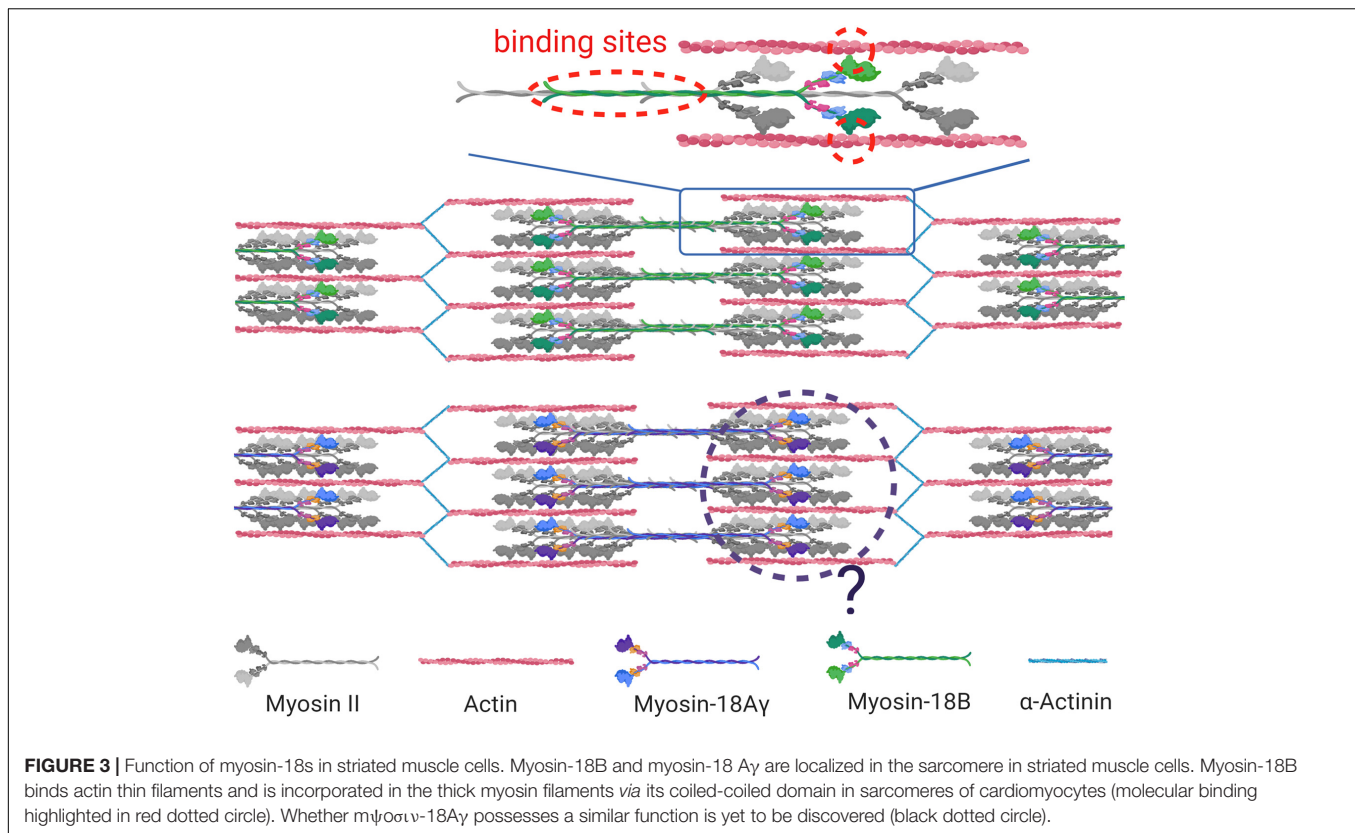 binding sites
?
Myosin II
Actin
Myosin-18Aγ
Myosin-18B
α-Actinin
FIGURE 3 | Function of myosin-18s in striated muscle cells. Myosin-18B and myosin-18 Aγ are localized in the sarcomere in striated muscle cells. Myosin-18B
binds actin thin filaments and is incorporated in the thick myosin filaments via its coiled-coiled domain in sarcomeres of cardiomyocytes (molecular binding
highlighted in red dotted circle). Whether mψοσιν-18Aγ possesses a similar function is yet to be discovered (black dotted circle).